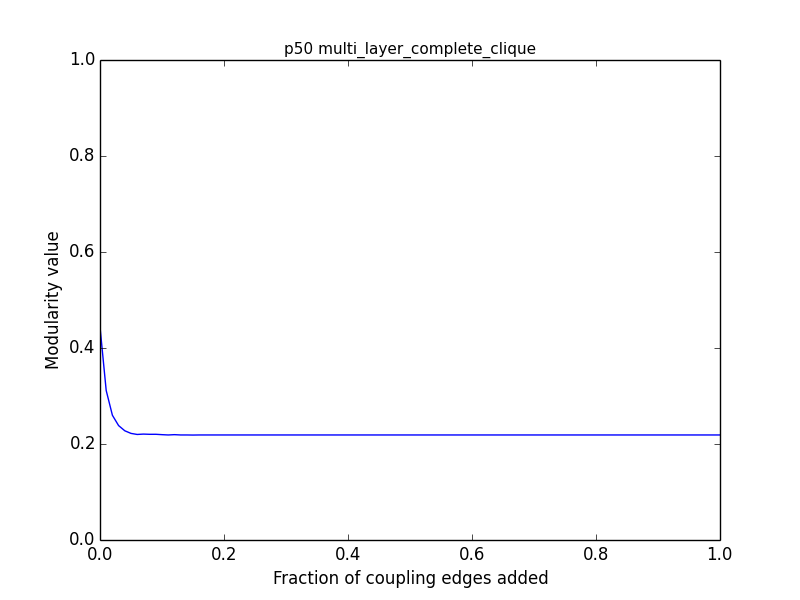 p50 multi_layer_complete_clique
1.0
0.8
0.6
0.4
0.2
0.0
Modularity value
0.0 0.2 0.4 0.6 0.8 1.0
Fraction of coupling edges added